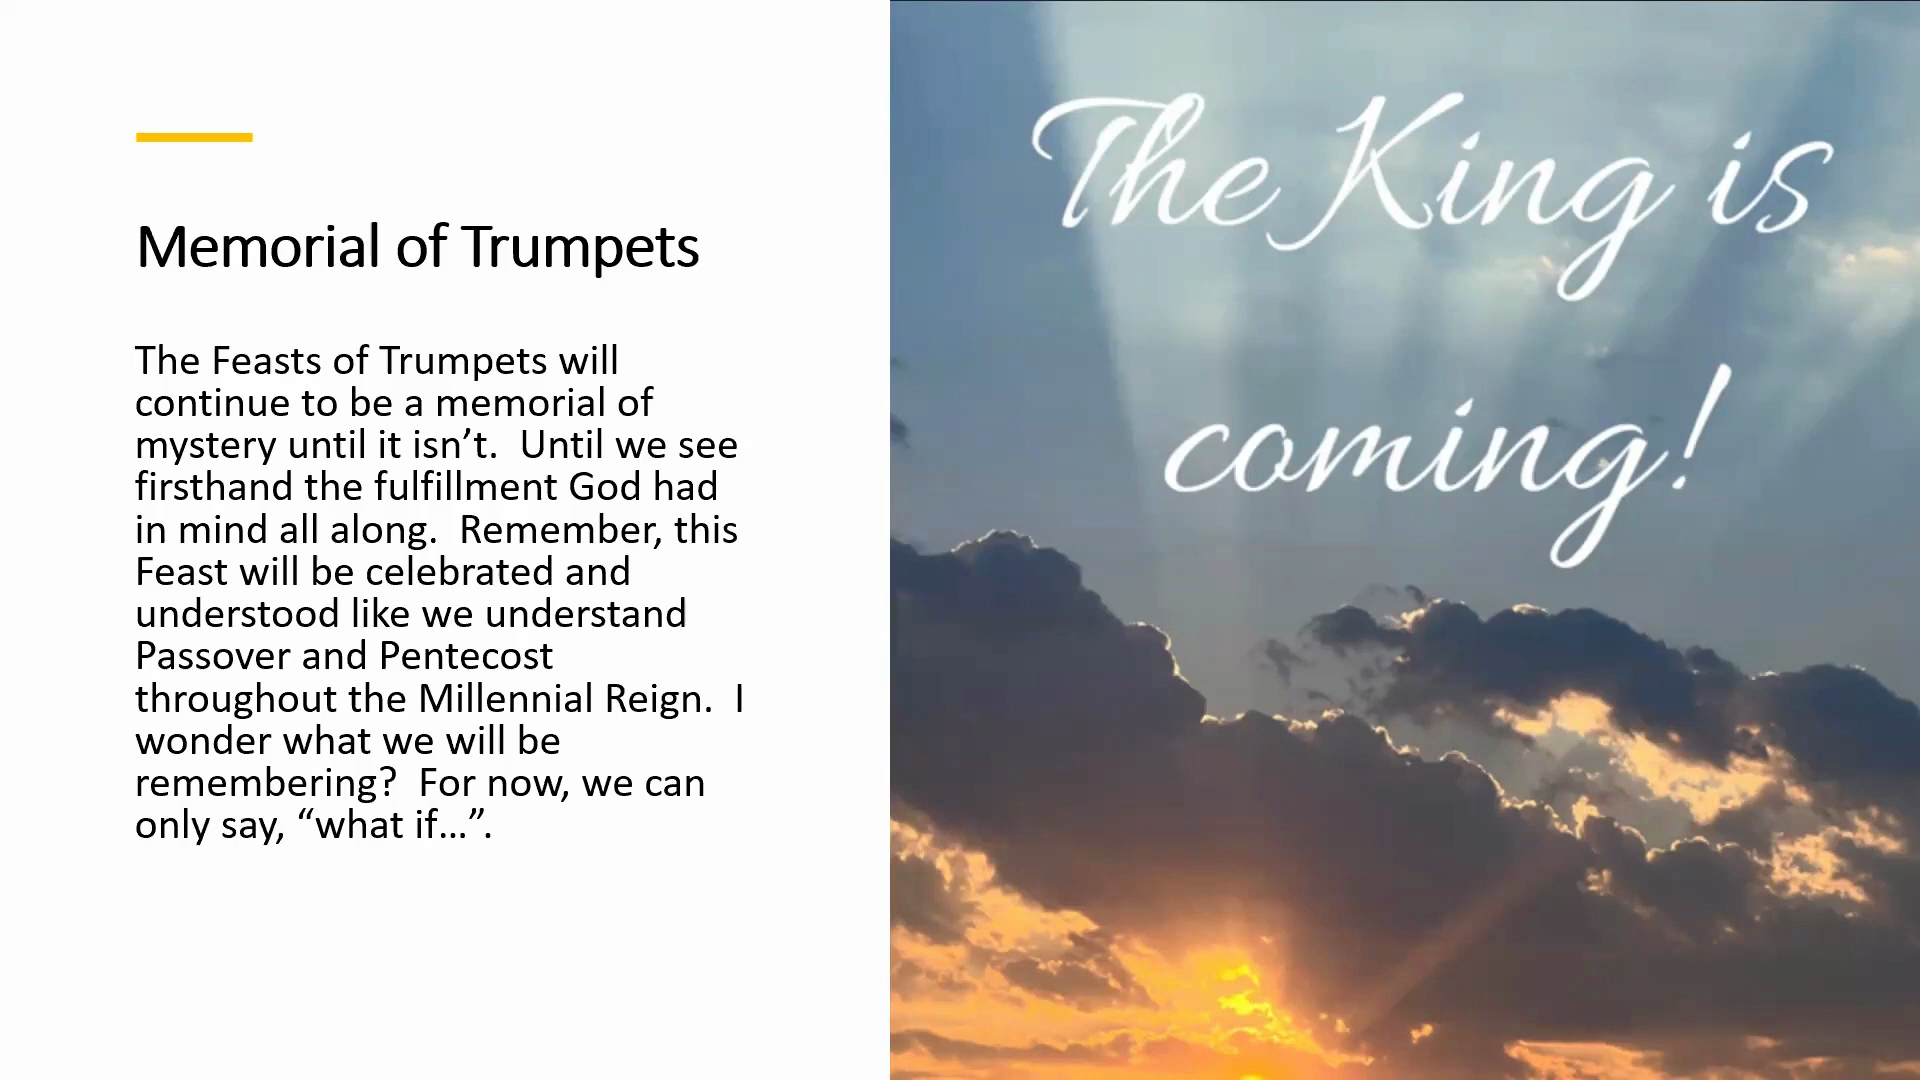 Memorial of Trumpets
The Feasts of Trumpets will
continue to be a memorial of
mystery until it isn’t.  Until we see
firsthand the fulfillment God had
in mind all along.  Remember, this
Feast will be celebrated and
understood like we understand
Passover and Pentecost
throughout the Millennial Reign.  I
wonder what we will be
remembering?  For now, we can
only say, “what if…”.
The King is
coming!